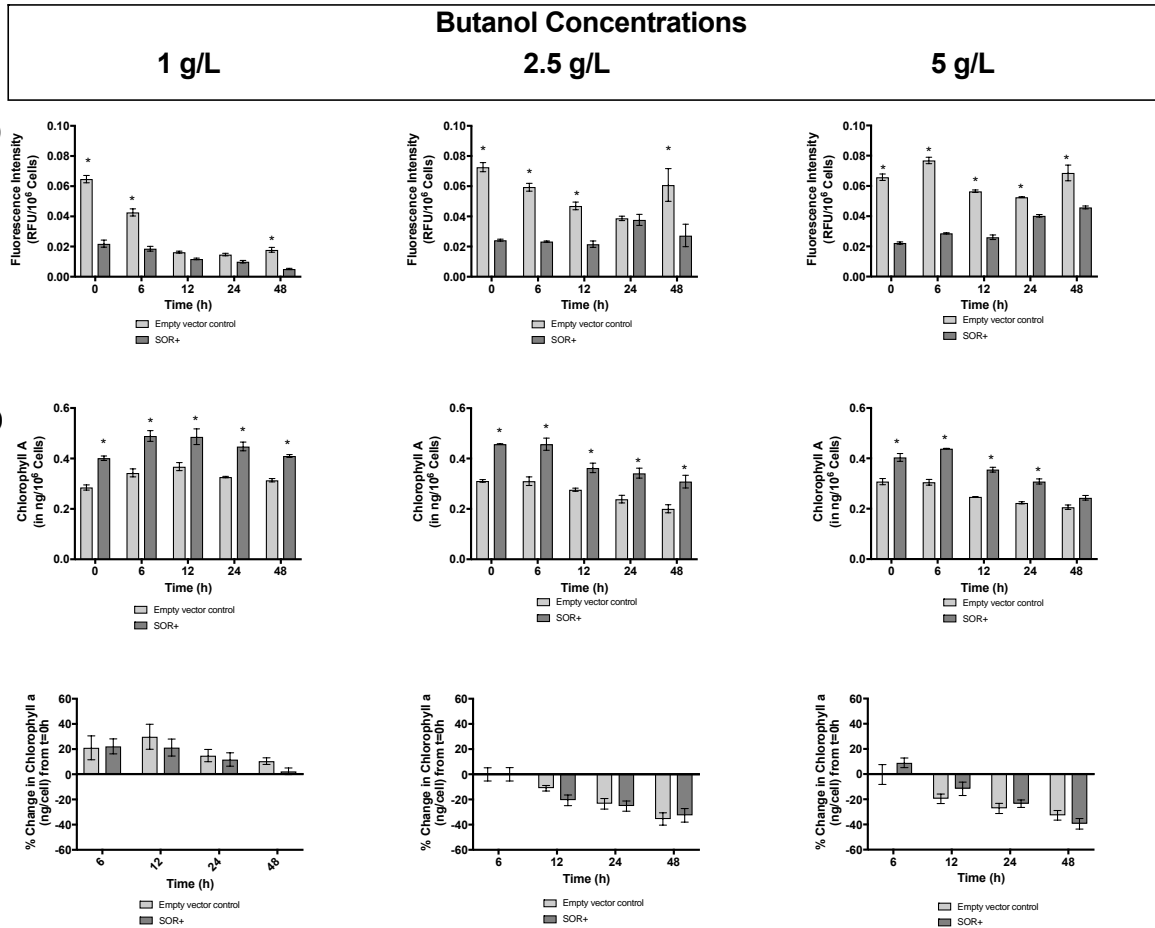 Butanol Concentrations
1 g/L 2.5 g/L 5 g/L
)
Fluorescence Intensity
(RFU/10⁶ Cells)
0.10
0.08
0.06
0.04
0.02
0.00
* * *
0 6 12 24 48
Time (h)
Empty vector control
SOR+
Fluorescence Intensity
(RFU/10⁶ Cells)
0.10
0.08
0.06
0.04
0.02
0.00
* * * *
0 6 12 24 48
Time (h)
Empty vector control
SOR+
Fluorescence Intensity
(RFU/10⁶ Cells)
0.10
0.08
0.06
0.04
0.02
0.00
* * * * *
0 6 12 24 48
Time (h)
Empty vector control
SOR+
)
Chlorophyll A
(in ng/10⁶ Cells)
0.6
0.4
0.2
0.0
* * * * *
0 6 12 24 48
Time (h)
Empty vector control
SOR+
Chlorophyll A
(in ng/10⁶ Cells)
0.6
0.4
0.2
0.0
* * * * *
0 6 12 24 48
Time (h)
Empty vector control
SOR+
Chlorophyll A
(in ng/10⁶ Cells)
0.6
0.4
0.2
0.0
* * * *
0 6 12 24 48
Time (h)
Empty vector control
SOR+
% Change in Chlorophyll a
(ng/cell) from t=0h
60
40
20
0
-20
-40
-60
6 12 24 48
Time (h)
Empty vector control
SOR+
% Change in Chlorophyll a
(ng/cell) from t=0h
60
40
20
0
-20
-40
-60
6 12 24 48
Time (h)
Empty vector control
SOR+
% Change in Chlorophyll a
(ng/cell) from t=0h
60
40
20
0
-20
-40
-60
6 12 24 48
Time (h)
Empty vector control
SOR+